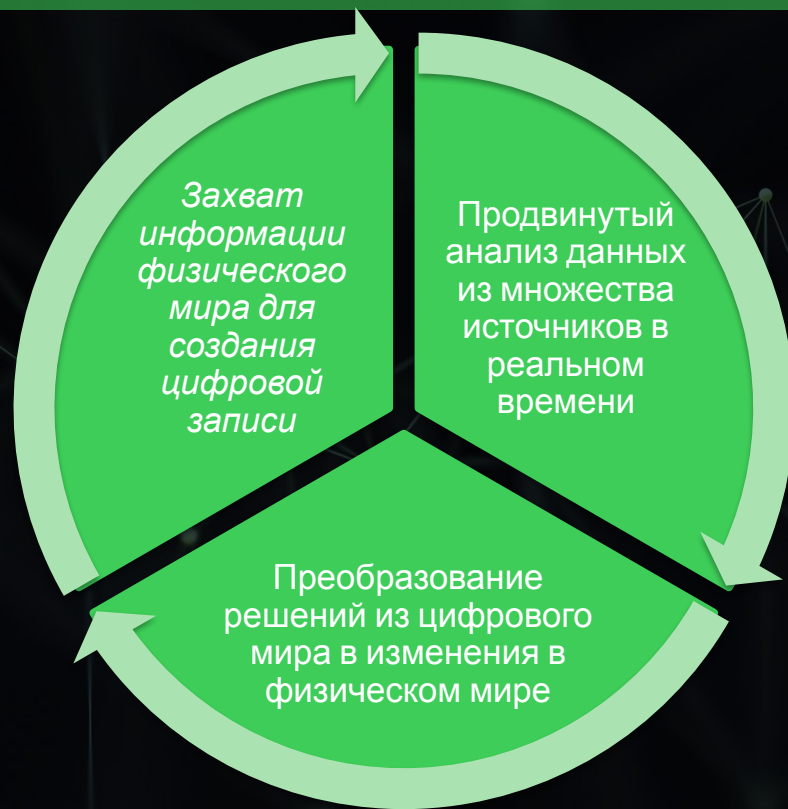 Захват
информации
физического
мира для
создания
цифровой
записи
Продвинутый
анализ данных
из множества
источников в
реальном
времени
Преобразование
решений из цифрового
мира в изменения в
физическом мире